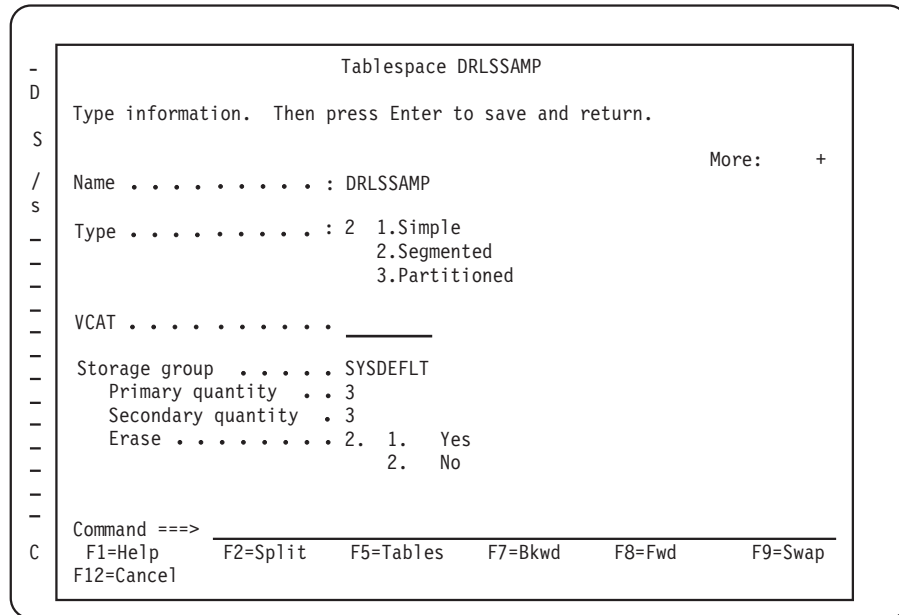 Tablespace DRLSSAMP
D
Type information. Then press Enter to save and return.
S
More: +
/ Name . . . . . . . . . : DRLSSAMP
s
Type . . . . . . . . . : 2 1.Simple
2.Segmented
3.Partitioned
VCAT . . . . . . . . . . ________
Storage group . . . . . SYSDEFLT
Primary quantity . . 3
Secondary quantity . 3
Erase . . . . . . . . 2. 1. Yes
2. No
Command ===>
C F1=Help F2=Split F5=Tables F7=Bkwd F8=Fwd F9=Swap
F12=Cancel